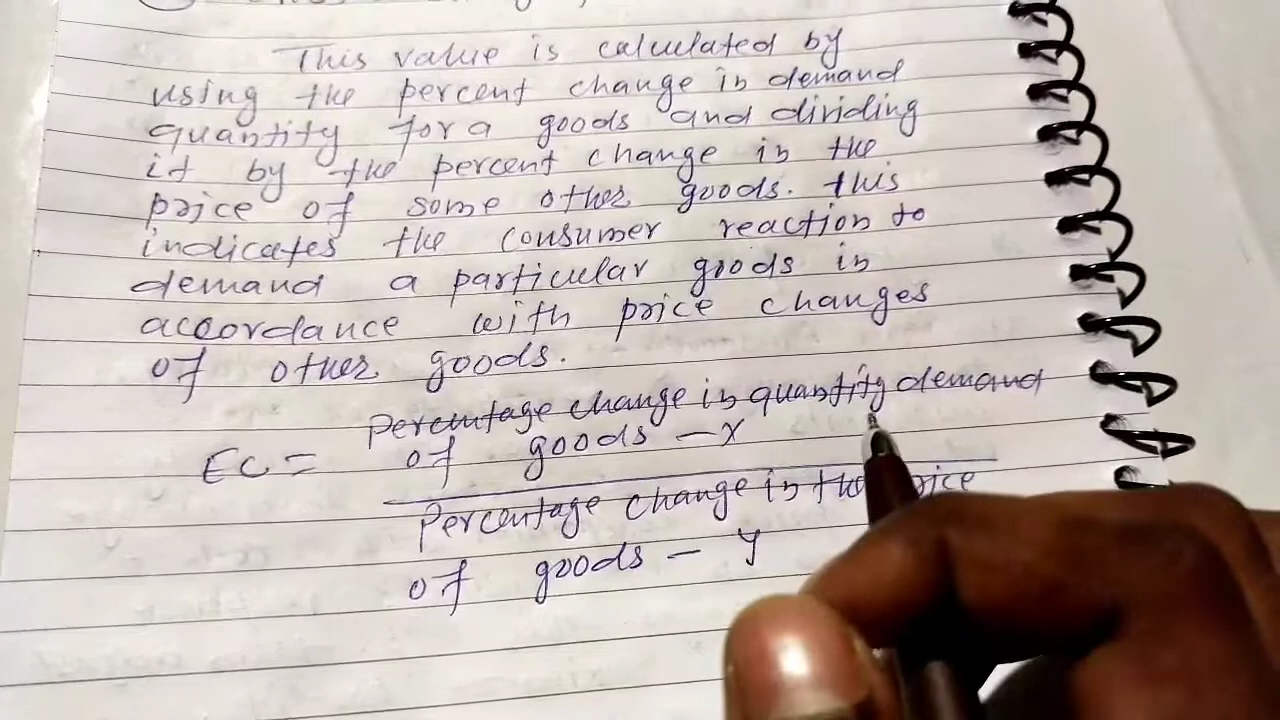 This value is calculated by
using the percent change in demand
quantity for a goods and dividing
it by the percent change in the
price of some other goods. this
indicates the consumer reaction to
demand a particular goods in
accordance with price changes
of other goods.
Percentage change in quantity demand
of goods - x
EC =
Percentage change in the price
of goods - y